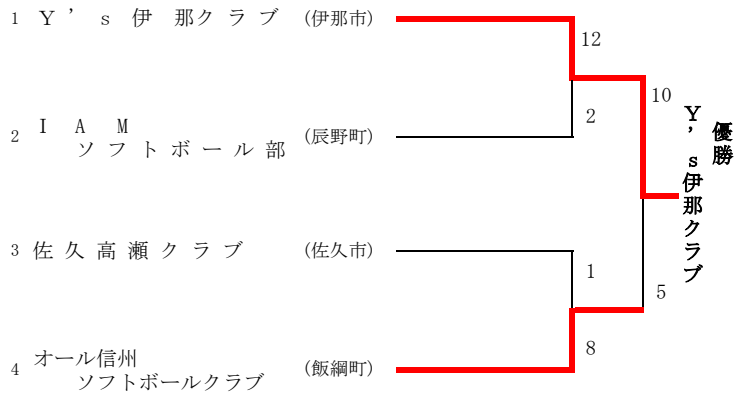 1 Y’s伊那クラブ (伊那市)
12
10
2
2 IAM
ソフトボール部 (辰野町)
優勝
Y’s伊那クラブ
3 佐久高瀬クラブ (佐久市)
1
5
8
4 オール信州
ソフトボールクラブ (飯綱町)